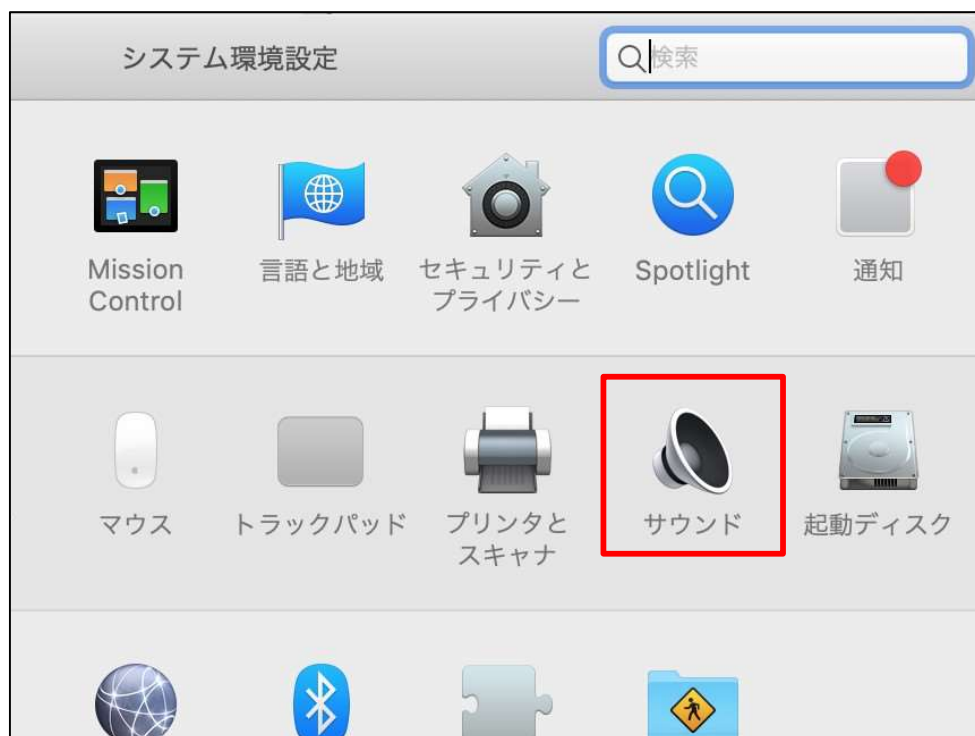 システム環境設定
検索
Mission
Control
言語と地域
セキュリティと
プライバシー
Spotlight
通知
マウス
トラックパッド
プリンタと
スキャナ
サウンド
起動ディスク